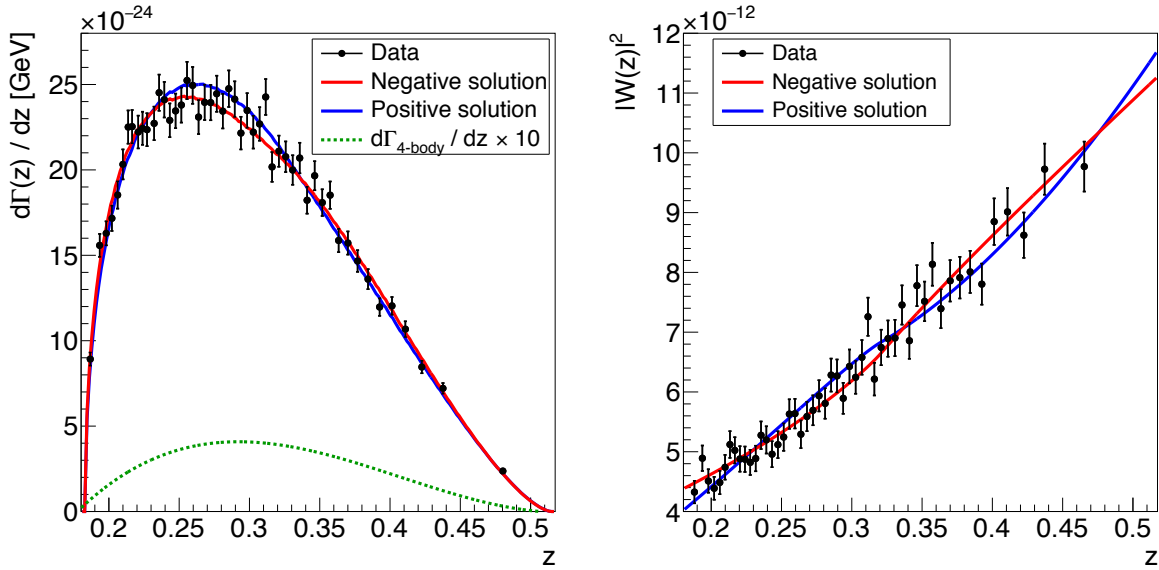 ×10⁻²⁴
dΓ(z) / dz [GeV]
25
20
15
10
5
0
0.2 0.25 0.3 0.35 0.4 0.45 0.5
z
Data
Negative solution
Positive solution
dΓ4-body / dz × 10
×10⁻¹²
|W(z)|²
12
11
10
9
8
7
6
5
4
0.2 0.25 0.3 0.35 0.4 0.45 0.5
z
Data
Negative solution
Positive solution